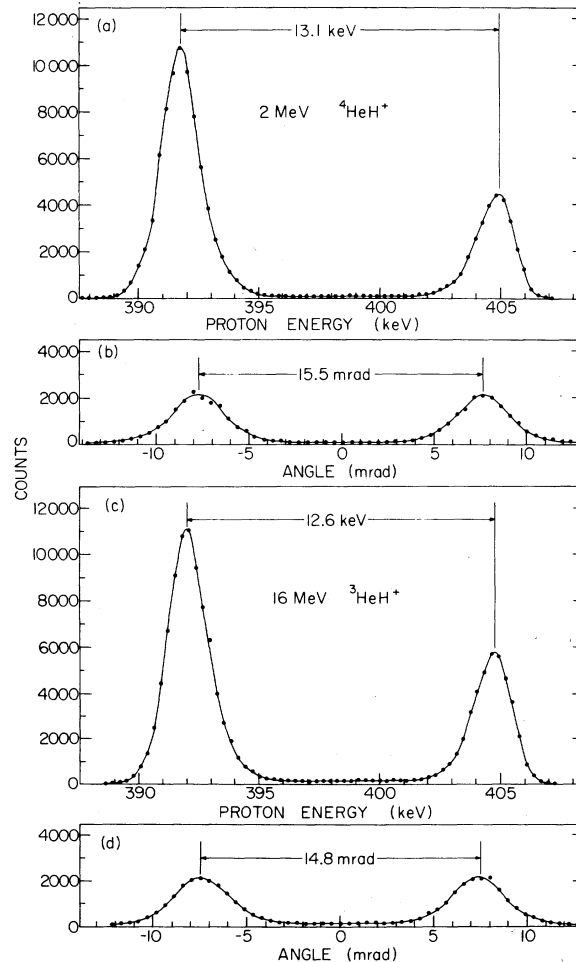 (a)
13.1 keV
2 MeV ⁴HeH⁺
12000
10000
8000
6000
4000
2000
0
390 395 400 405
PROTON ENERGY (keV)
(b)
15.5 mrad
4000
2000
0
-10 -5 0 5 10
ANGLE (mrad)
COUNTS
(c)
12.6 keV
16 MeV ³HeH⁺
12000
10000
8000
6000
4000
2000
0
390 395 400 405
PROTON ENERGY (keV)
(d)
14.8 mrad
4000
2000
0
-10 -5 0 5 10
ANGLE (mrad)